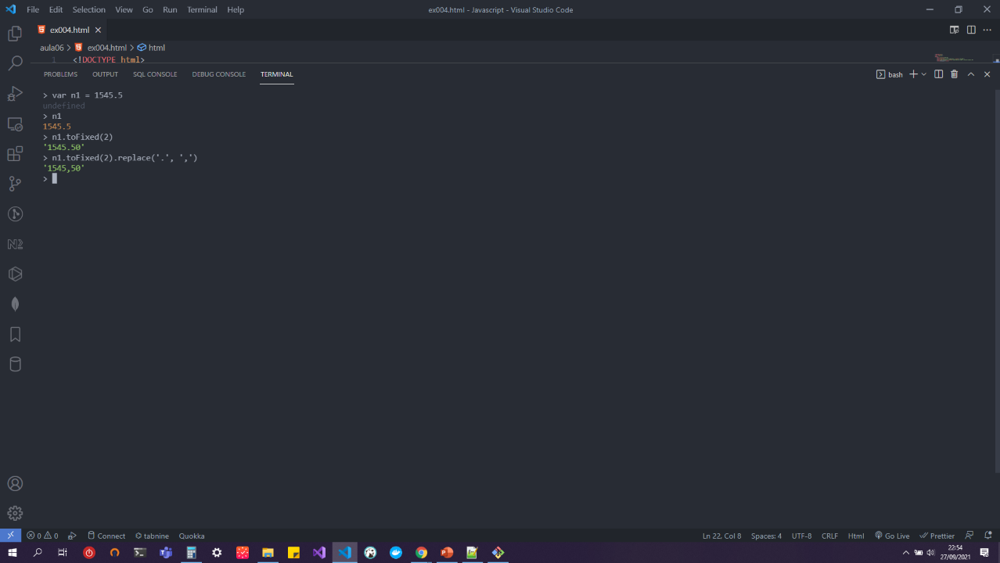 File Edit Selection View Go Run Terminal Help ex004.html - Javascript - Visual Studio Code
ex004.html
aula06 > ex004.html > html
1 <!DOCTYPE html>
PROBLEMS OUTPUT SQL CONSOLE DEBUG CONSOLE TERMINAL bash
> var n1 = 1545.5
undefined
> n1
1545.5
> n1.toFixed(2)
'1545.50'
> n1.toFixed(2).replace('.', ',')
'1545,50'
>
0 0 Connect tabnine Quokka Ln 22, Col 8 Spaces: 4 UTF-8 CRLF Html Go Live Prettier
22:54
27/09/2021